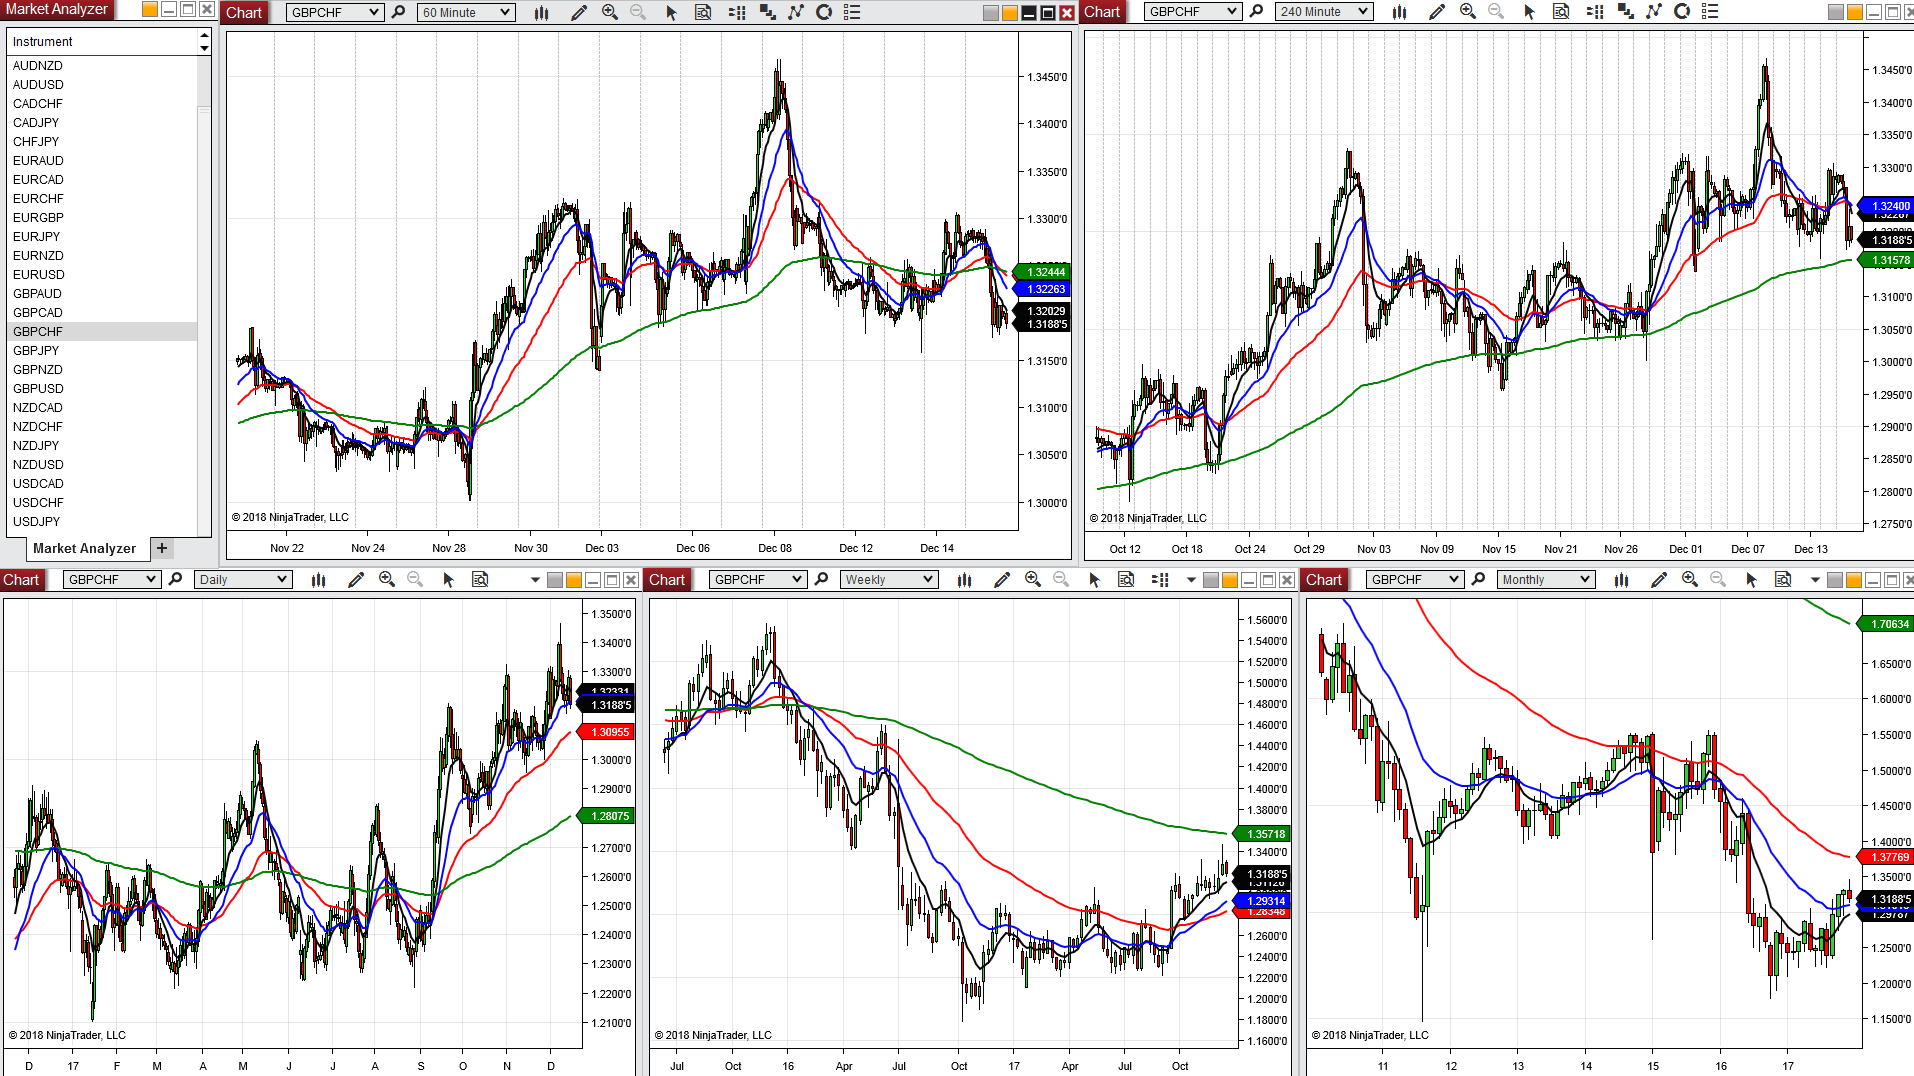 Market Analyzer
Instrument
AUDNZD
AUDUSD
CADCHF
CADJPY
CHFJPY
EURAUD
EURCAD
EURCHF
EURGBP
EURJPY
EURNZD
EURUSD
GBPAUD
GBPCAD
GBPCHF
GBPJPY
GBPNZD
GBPUSD
NZDCAD
NZDCHF
NZDJPY
NZDUSD
USDCAD
USDCHF
USDJPY
Market Analyzer +
Chart GBPCHF 60 Minute
1.3450'0
1.3400'0
1.3350'0
1.3300'0
1.32444
1.32263
1.32029
1.3188'5
1.3150'0
1.3100'0
1.3050'0
1.3000'0
© 2018 NinjaTrader, LLC
Nov 22 Nov 24 Nov 28 Nov 30 Dec 03 Dec 06 Dec 08 Dec 12 Dec 14
Chart GBPCHF 240 Minute
1.3450'0
1.3400'0
1.3350'0
1.3300'0
1.32400
1.3188'5
1.31578
1.3100'0
1.3050'0
1.3000'0
1.2950'0
1.2900'0
1.2850'0
1.2800'0
1.2750'0
© 2018 NinjaTrader, LLC
Oct 12 Oct 18 Oct 24 Oct 29 Nov 03 Nov 09 Nov 15 Nov 21 Nov 26 Dec 01 Dec 07 Dec 13
Chart GBPCHF Daily
1.3500'0
1.3400'0
1.3300'0
1.32331
1.3188'5
1.30955
1.3000'0
1.2900'0
1.28075
1.2700'0
1.2600'0
1.2500'0
1.2400'0
1.2300'0
1.2200'0
1.2100'0
© 2018 NinjaTrader, LLC
D 17 F M A M J J A S O N D
Chart GBPCHF Weekly
1.5600'0
1.5400'0
1.5200'0
1.5000'0
1.4800'0
1.4600'0
1.4400'0
1.4200'0
1.4000'0
1.3800'0
1.35718
1.3400'0
1.3188'5
1.31126
1.29314
1.28348
1.2600'0
1.2400'0
1.2200'0
1.2000'0
1.1800'0
1.1600'0
© 2018 NinjaTrader, LLC
Jul Oct 16 Apr Jul Oct 17 Apr Jul Oct
Chart GBPCHF Monthly
1.70634
1.6500'0
1.6000'0
1.5500'0
1.5000'0
1.4500'0
1.4000'0
1.37769
1.3500'0
1.3188'5
1.29787
1.2500'0
1.2000'0
1.1500'0
© 2018 NinjaTrader, LLC
11 12 13 14 15 16 17